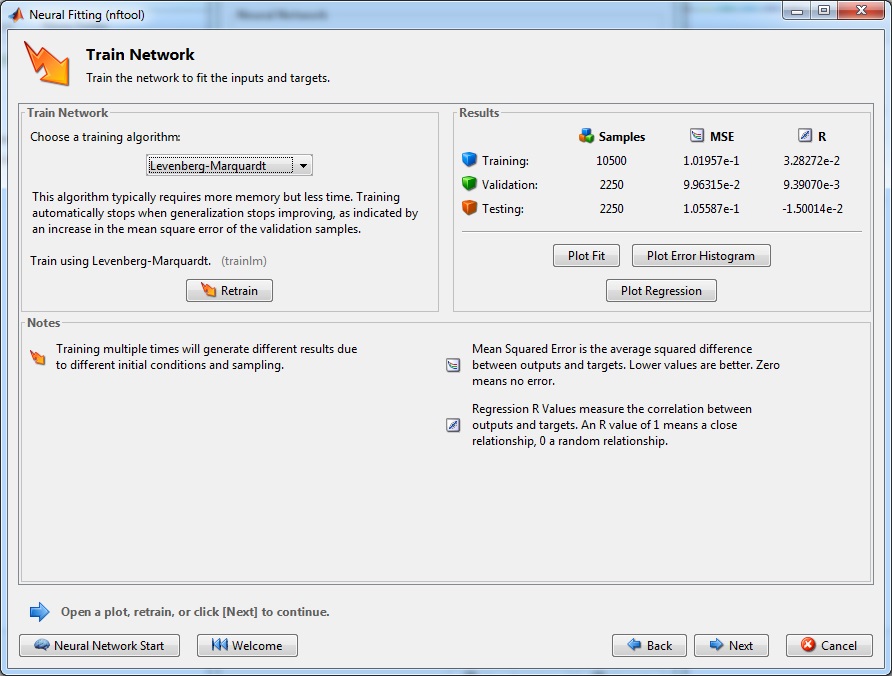 Neural Fitting (nftool)
Train Network
Train the network to fit the inputs and targets.
Train Network
Choose a training algorithm:
Levenberg-Marquardt
This algorithm typically requires more memory but less time. Training
automatically stops when generalization stops improving, as indicated by
an increase in the mean square error of the validation samples.
Train using Levenberg-Marquardt. (trainlm)
Retrain
Results
Samples MSE R
Training: 10500 1.01957e-1 3.28272e-2
Validation: 2250 9.96315e-2 9.39070e-3
Testing: 2250 1.05587e-1 -1.50014e-2
Plot Fit Plot Error Histogram
Plot Regression
Notes
Training multiple times will generate different results due
to different initial conditions and sampling.
Mean Squared Error is the average squared difference
between outputs and targets. Lower values are better. Zero
means no error.
Regression R Values measure the correlation between
outputs and targets. An R value of 1 means a close
relationship, 0 a random relationship.
Open a plot, retrain, or click [Next] to continue.
Neural Network Start Welcome Back Next Cancel